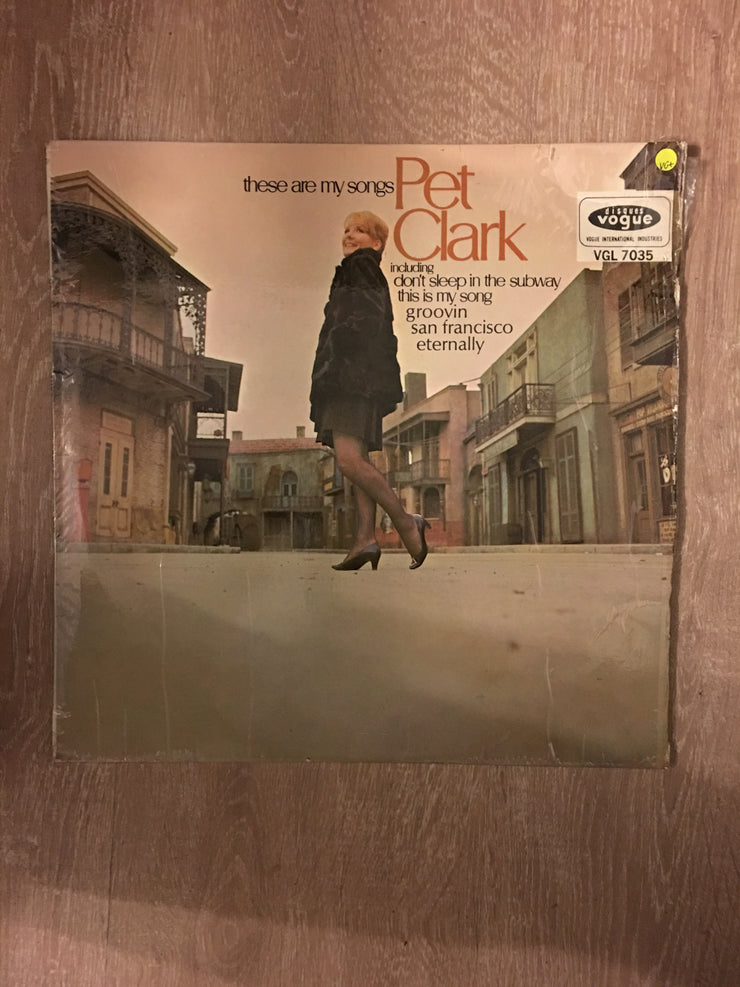 these are my songs Pet
Clark
including
don't sleep in the subway
this is my song
groovin
san francisco
eternally
VG+
disques
vogue
VOGUE INTERNATIONAL INDUSTRIES
VGL 7035